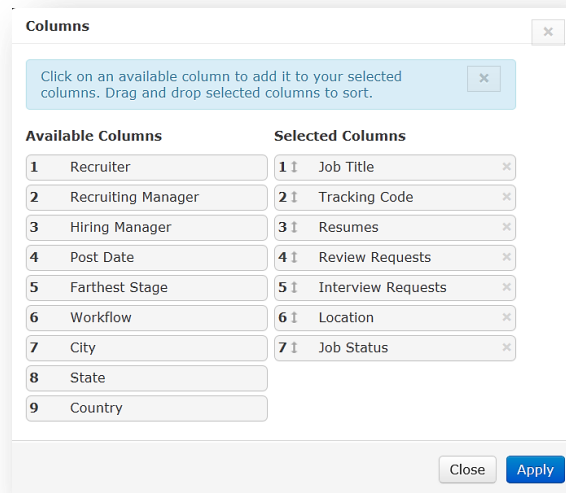 Columns
×
Click on an available column to add it to your selected
columns. Drag and drop selected columns to sort.
×
Available Columns
Selected Columns
1 Recruiter
1 ↕ Job Title ×
2 Recruiting Manager
2 ↕ Tracking Code ×
3 Hiring Manager
3 ↕ Resumes ×
4 Post Date
4 ↕ Review Requests ×
5 Farthest Stage
5 ↕ Interview Requests ×
6 Workflow
6 ↕ Location ×
7 City
7 ↕ Job Status ×
8 State
9 Country
Close
Apply